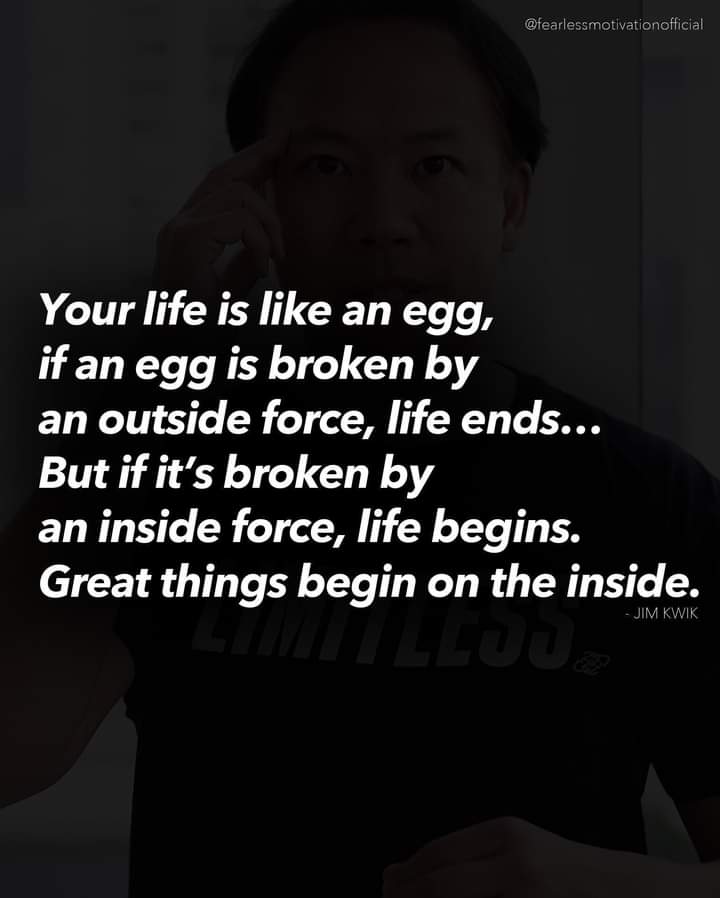 @fearlessmotivationofficial
Your life is like an egg,
if an egg is broken by
an outside force, life ends...
But if it's broken by
an inside force, life begins.
Great things begin on the inside.
- JIM KWIK
LIMITLESS